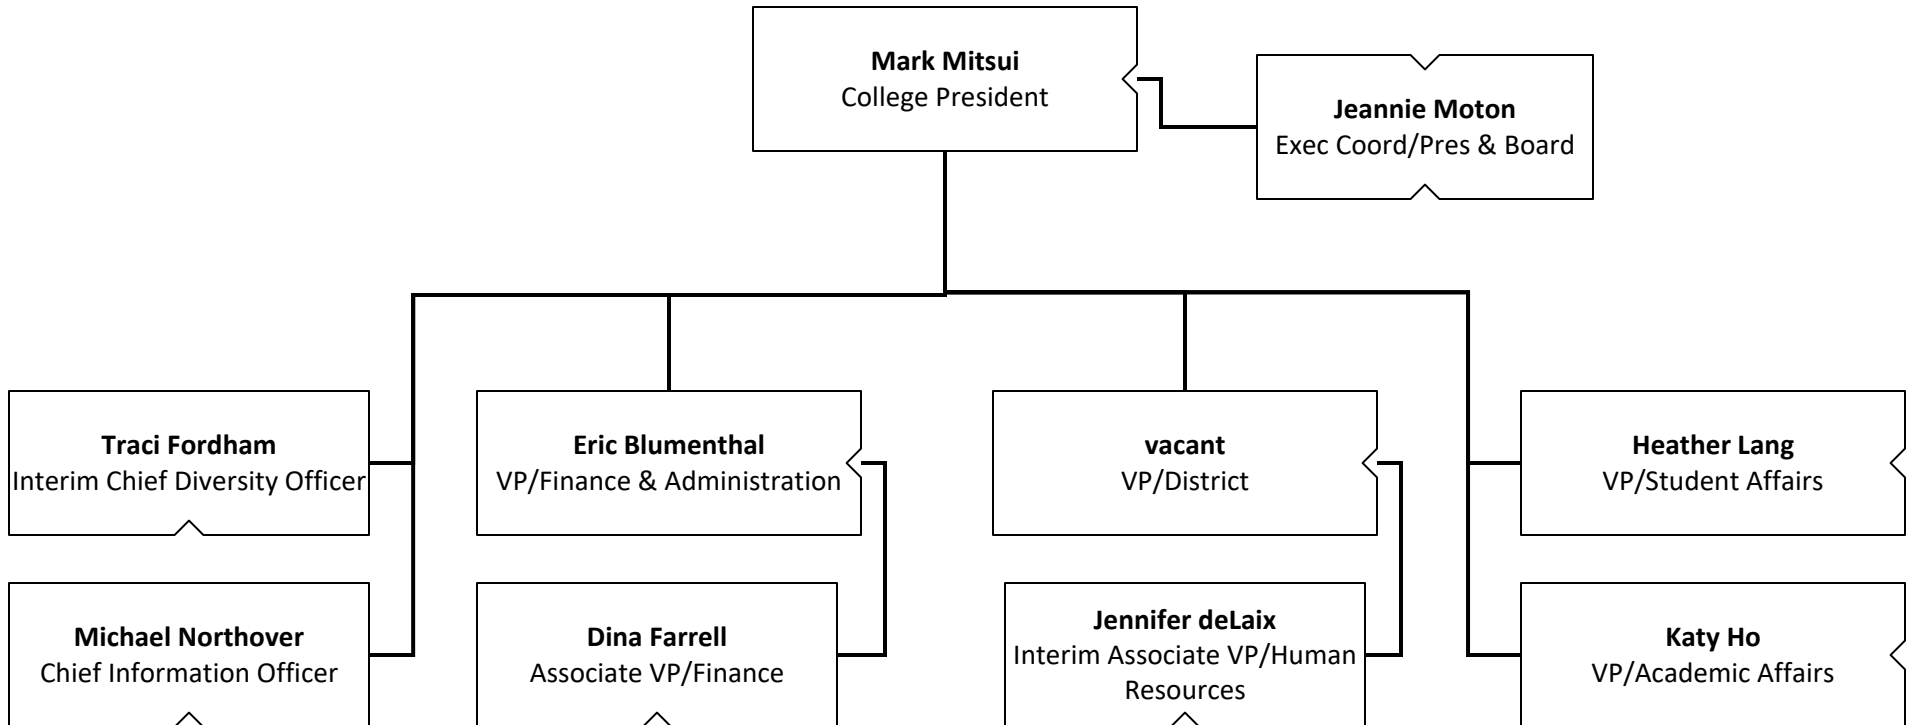 Mark Mitsui
College President
Jeannie Moton
Exec Coord/Pres & Board
Traci Fordham
Interim Chief Diversity Officer
Eric Blumenthal
VP/Finance & Administration
vacant
VP/District
Heather Lang
VP/Student Affairs
Michael Northover
Chief Information Officer
Dina Farrell
Associate VP/Finance
Jennifer deLaix
Interim Associate VP/Human
Resources
Katy Ho
VP/Academic Affairs